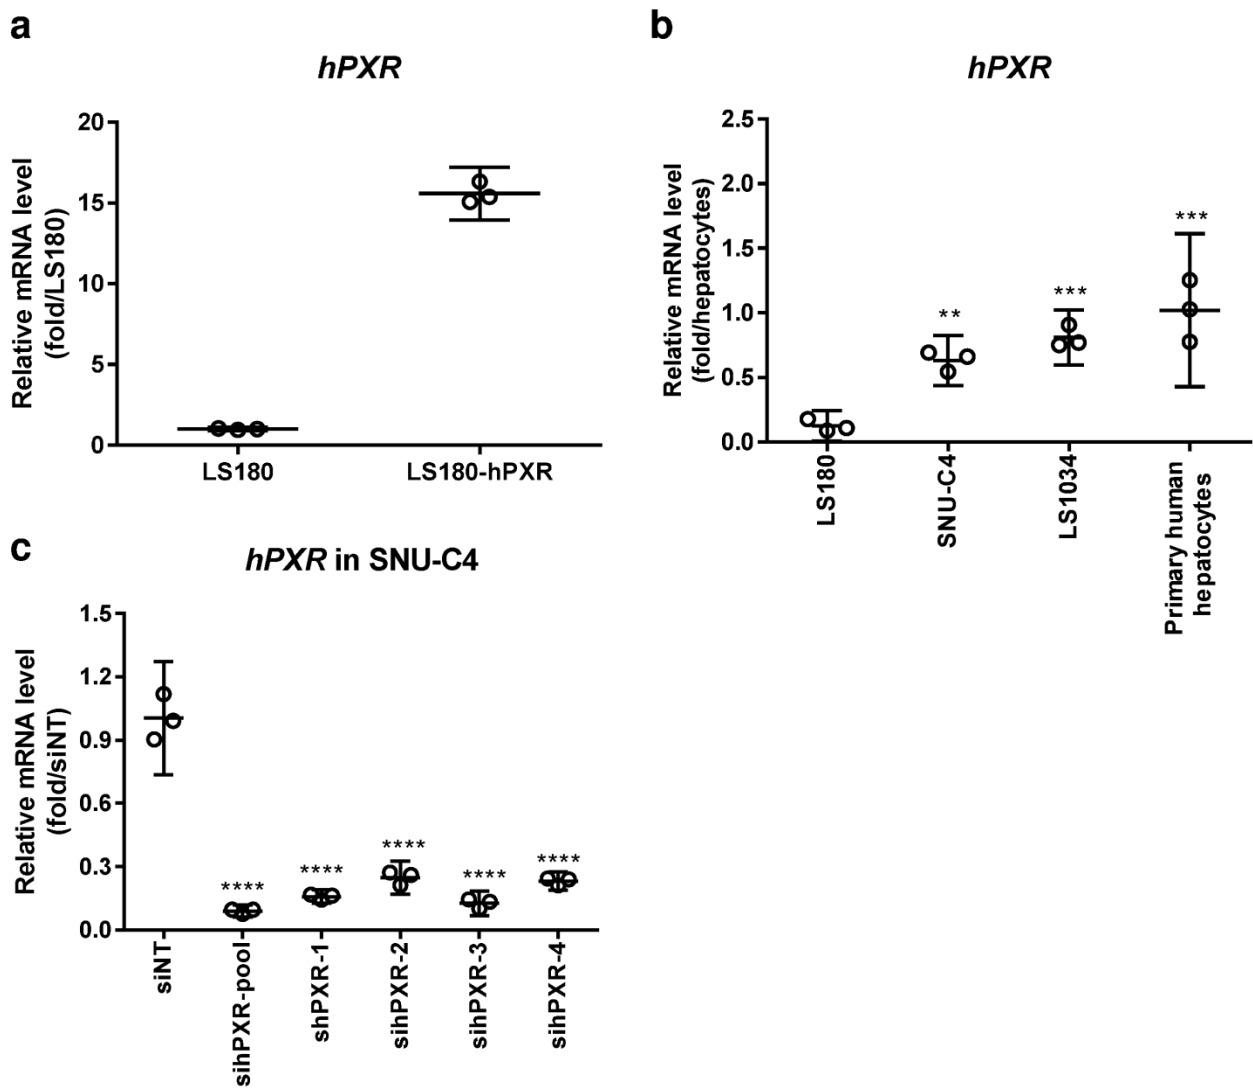 a
hPXR
Relative mRNA level
(fold/LS180)
20
15
10
5
0
LS180
LS180-hPXR
b
hPXR
Relative mRNA level
(fold/hepatocytes)
2.5
2.0
1.5
1.0
0.5
0.0
**
***
***
LS180
SNU-C4
LS1034
Primary human
hepatocytes
c
hPXR in SNU-C4
Relative mRNA level
(fold/siNT)
1.5
1.2
0.9
0.6
0.3
0.0
****
****
****
****
****
siNT
sihPXR-pool
shPXR-1
sihPXR-2
sihPXR-3
sihPXR-4